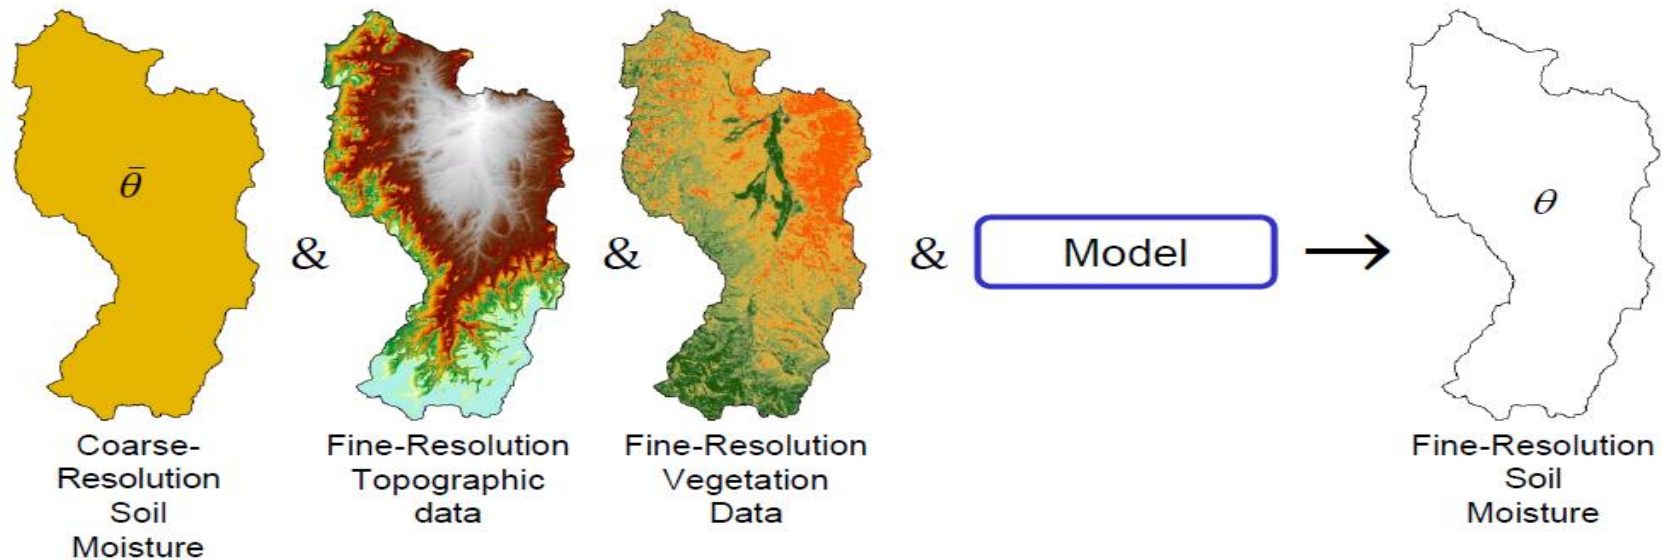 θ̄
&
&
&
Model
→
θ
Coarse-
Resolution
Soil
Moisture
Fine-Resolution
Topographic
data
Fine-Resolution
Vegetation
Data
Fine-Resolution
Soil
Moisture